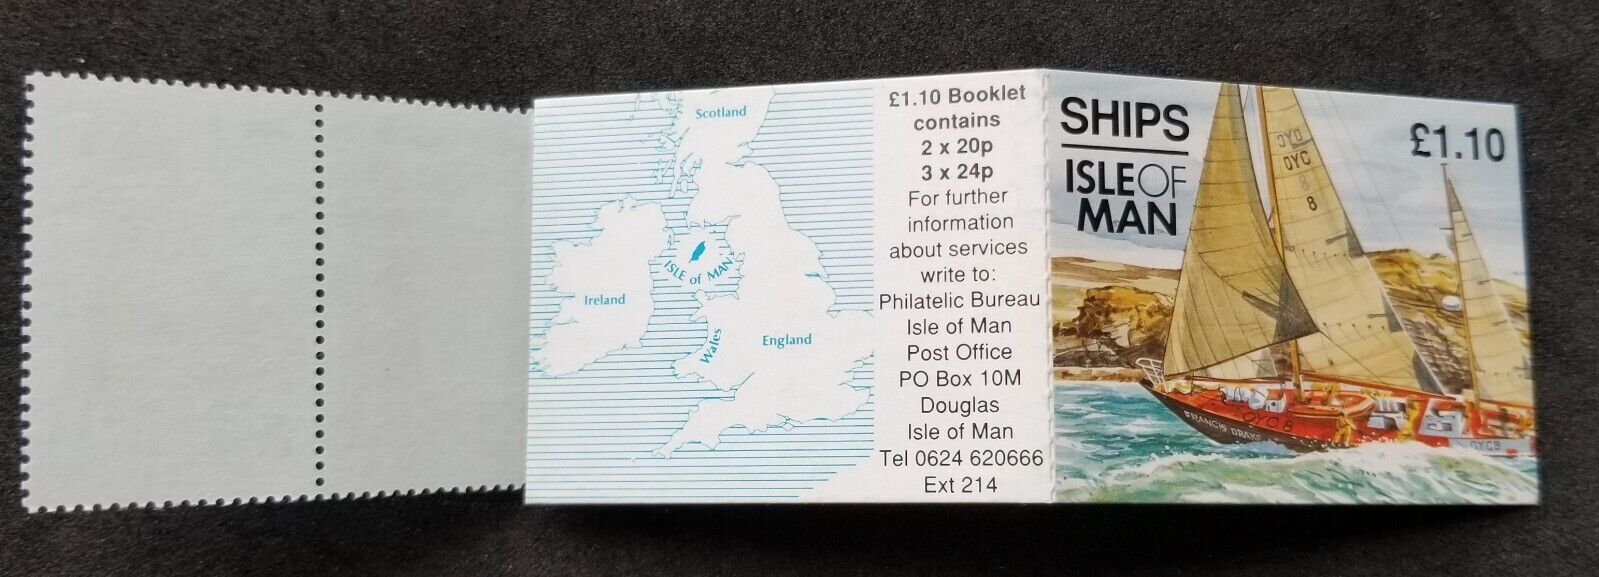 Scotland
ISLE of MAN
Ireland
Wales
England
£1.10 Booklet
contains
2 x 20p
3 x 24p
For further
information
about services
write to:
Philatelic Bureau
Isle of Man
Post Office
PO Box 10M
Douglas
Isle of Man
Tel 0624 620666
Ext 214
SHIPS
ISLE OF
MAN
£1.10
OYC
OYC
8
8
FRANCIS DRAKE
OYC8
OYC8